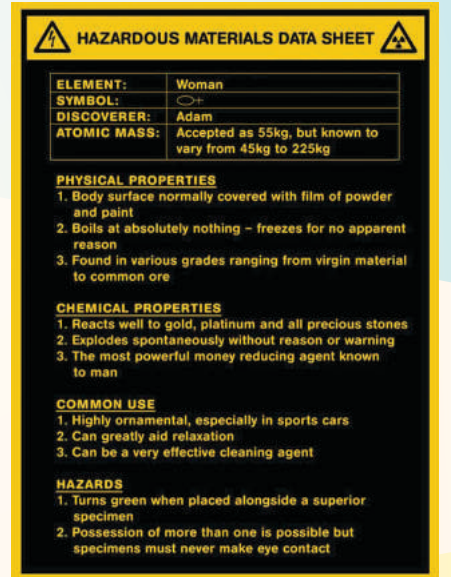 HAZARDOUS MATERIALS DATA SHEET
ELEMENT: Woman
SYMBOL:
DISCOVERER: Adam
ATOMIC MASS: Accepted as 55kg, but known to
vary from 45kg to 225kg
PHYSICAL PROPERTIES
1. Body surface normally covered with film of powder
and paint
2. Boils at absolutely nothing – freezes for no apparent
reason
3. Found in various grades ranging from virgin material
to common ore
CHEMICAL PROPERTIES
1. Reacts well to gold, platinum and all precious stones
2. Explodes spontaneously without reason or warning
3. The most powerful money reducing agent known
to man
COMMON USE
1. Highly ornamental, especially in sports cars
2. Can greatly aid relaxation
3. Can be a very effective cleaning agent
HAZARDS
1. Turns green when placed alongside a superior
specimen
2. Possession of more than one is possible but
specimens must never make eye contact